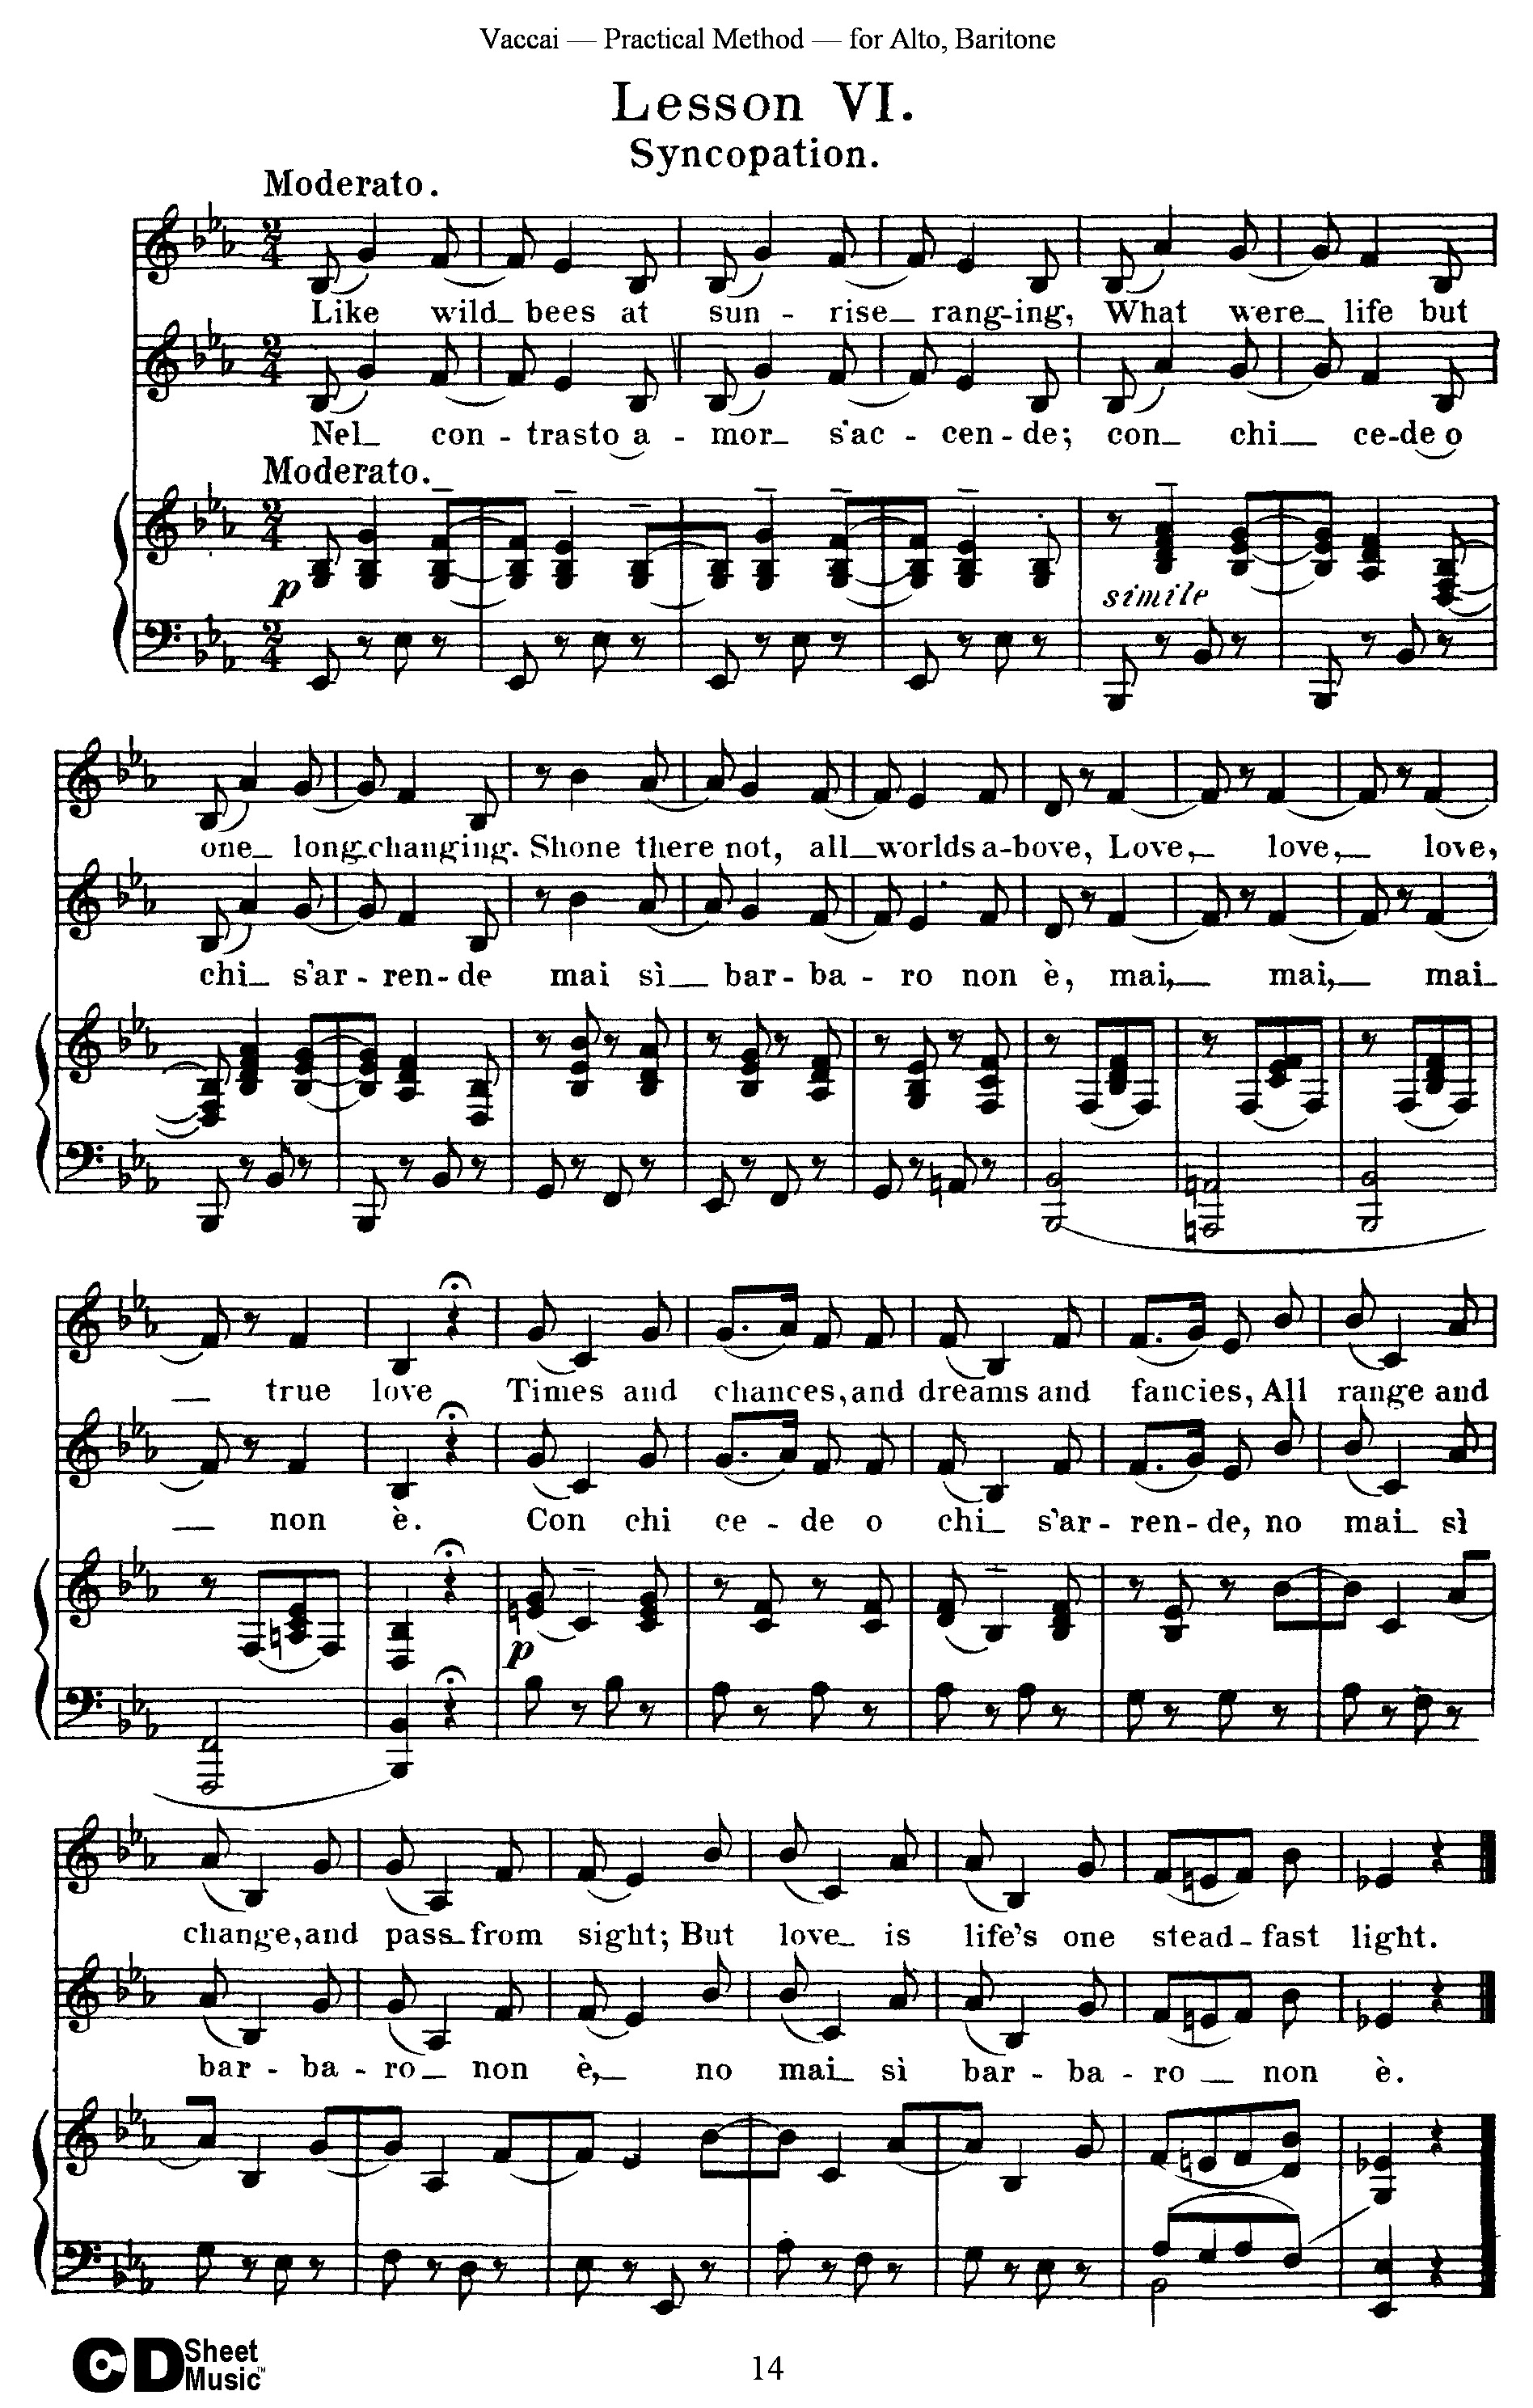 Vaccai — Practical Method — for Alto, Baritone
Lesson VI.
Syncopation.
Moderato.
Like wild_ bees at sun - rise_ rang-ing, What were_ life but
Nel_ con - trasto a - mor_ s'ac - cen - de; con_ chi_ ce-de o
Moderato.
p
simile
one_ long_changing. Shone there not, all_worlds a-bove, Love,_ love,_ love,
chi_ s'ar - ren - de mai sì_ bar - ba - ro non è, mai,_ mai,_ mai_
_ true love Times and chances, and dreams and fancies, All range and
_ non è. Con chi ce - de o chi_ s'ar - ren - de, no mai_ sì
p
change, and pass_from sight; But love_ is life's one stead - fast light.
bar - ba - ro_ non è,_ no mai_ sì bar - ba - ro_ non è.
CD Sheet Music™
14